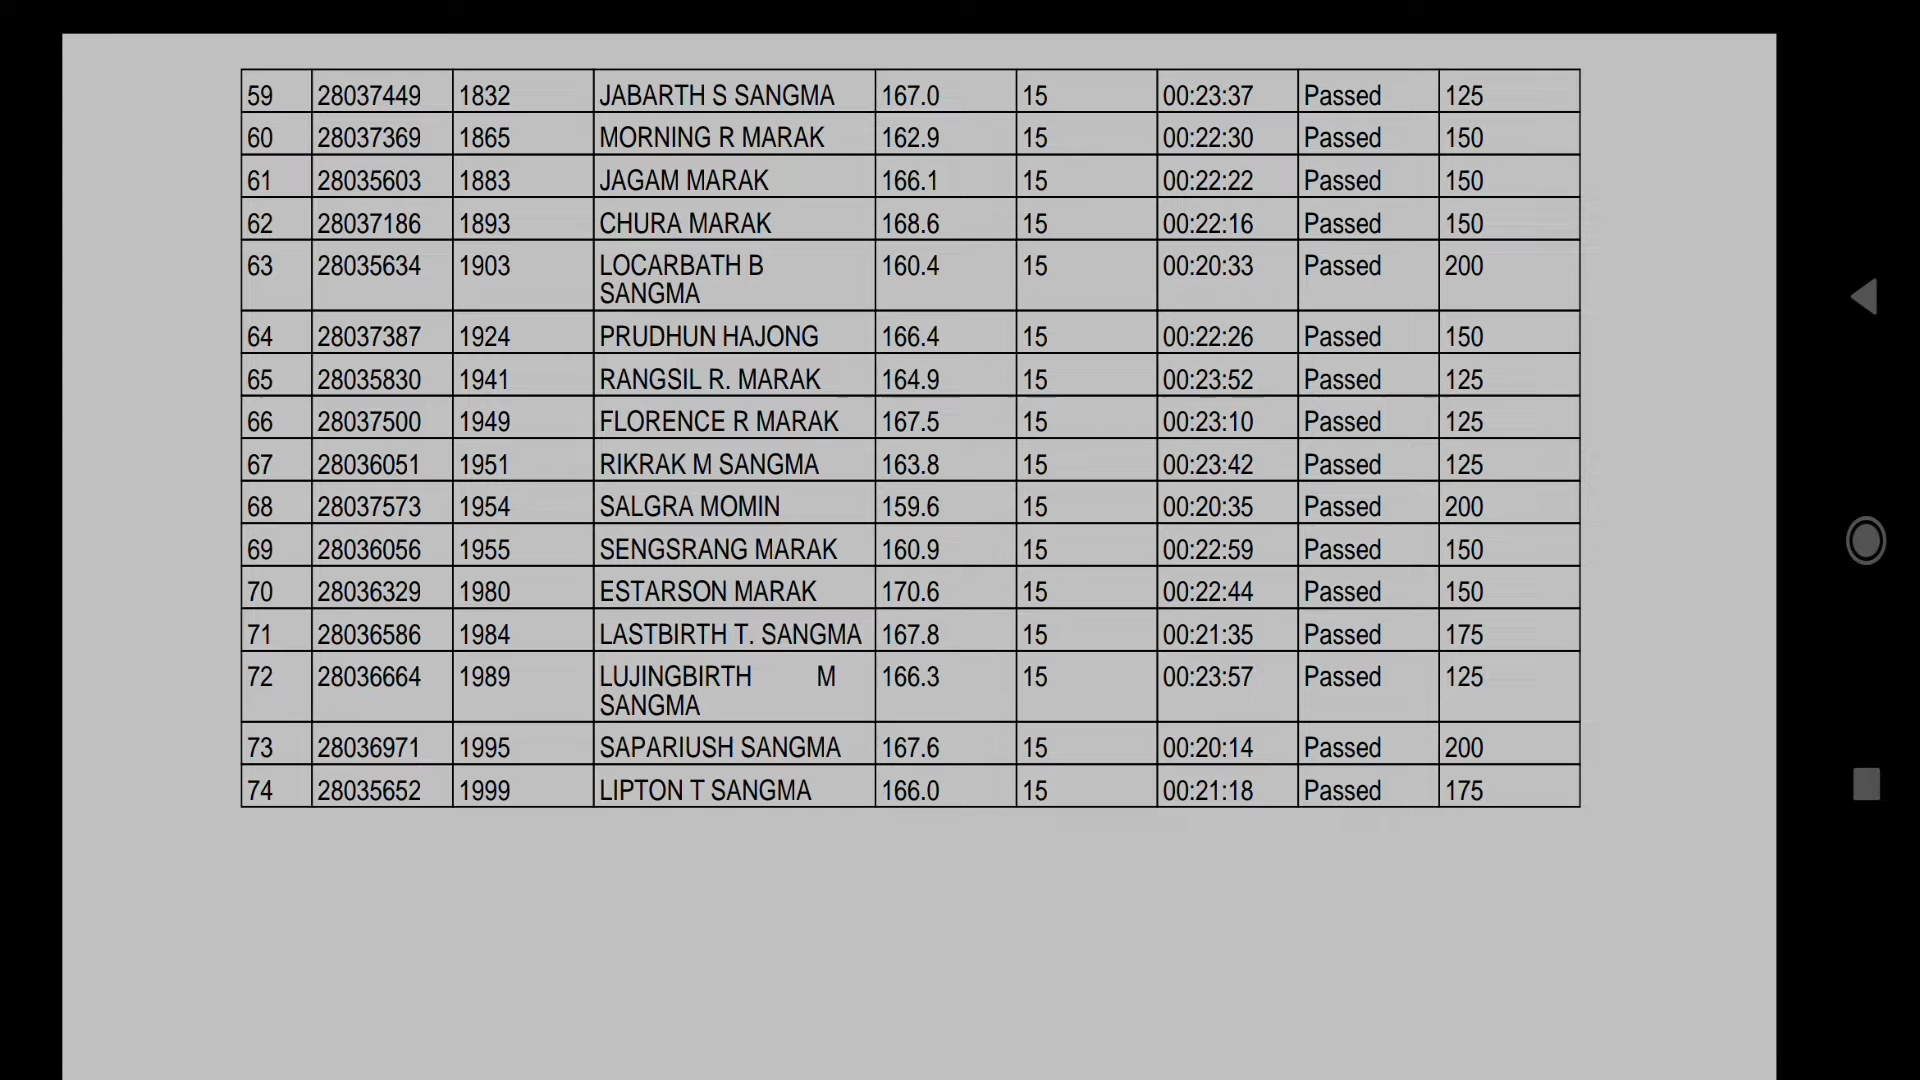 59 28037449 1832 JABARTH S SANGMA 167.0 15 00:23:37 Passed 125
60 28037369 1865 MORNING R MARAK 162.9 15 00:22:30 Passed 150
61 28035603 1883 JAGAM MARAK 166.1 15 00:22:22 Passed 150
62 28037186 1893 CHURA MARAK 168.6 15 00:22:16 Passed 150
63 28035634 1903 LOCARBATH B 160.4 15 00:20:33 Passed 200
SANGMA
64 28037387 1924 PRUDHUN HAJONG 166.4 15 00:22:26 Passed 150
65 28035830 1941 RANGSIL R. MARAK 164.9 15 00:23:52 Passed 125
66 28037500 1949 FLORENCE R MARAK 167.5 15 00:23:10 Passed 125
67 28036051 1951 RIKRAK M SANGMA 163.8 15 00:23:42 Passed 125
68 28037573 1954 SALGRA MOMIN 159.6 15 00:20:35 Passed 200
69 28036056 1955 SENGSRANG MARAK 160.9 15 00:22:59 Passed 150
70 28036329 1980 ESTARSON MARAK 170.6 15 00:22:44 Passed 150
71 28036586 1984 LASTBIRTH T. SANGMA 167.8 15 00:21:35 Passed 175
72 28036664 1989 LUJINGBIRTH M 166.3 15 00:23:57 Passed 125
SANGMA
73 28036971 1995 SAPARIUSH SANGMA 167.6 15 00:20:14 Passed 200
74 28035652 1999 LIPTON T SANGMA 166.0 15 00:21:18 Passed 175